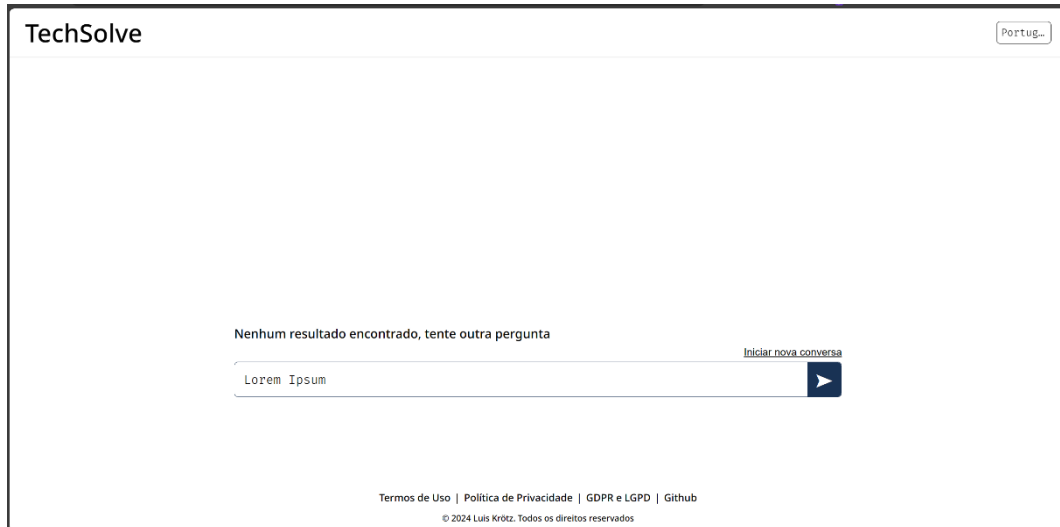 TechSolve
Portug…
Nenhum resultado encontrado, tente outra pergunta
Iniciar nova conversa
Lorem Ipsum
Termos de Uso | Política de Privacidade | GDPR e LGPD | Github
© 2024 Luis Krötz. Todos os direitos reservados